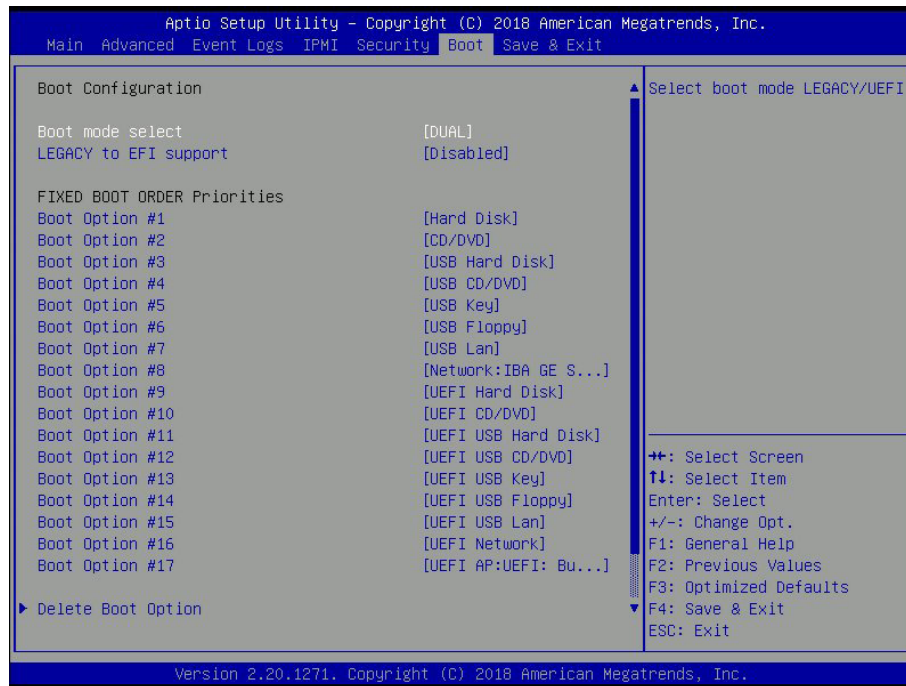 Aptio Setup Utility – Copyright (C) 2018 American Megatrends, Inc.
Main Advanced Event Logs IPMI Security Boot Save & Exit
Boot Configuration
Boot mode select [DUAL]
LEGACY to EFI support [Disabled]
FIXED BOOT ORDER Priorities
Boot Option #1 [Hard Disk]
Boot Option #2 [CD/DVD]
Boot Option #3 [USB Hard Disk]
Boot Option #4 [USB CD/DVD]
Boot Option #5 [USB Key]
Boot Option #6 [USB Floppy]
Boot Option #7 [USB Lan]
Boot Option #8 [Network:IBA GE S...]
Boot Option #9 [UEFI Hard Disk]
Boot Option #10 [UEFI CD/DVD]
Boot Option #11 [UEFI USB Hard Disk]
Boot Option #12 [UEFI USB CD/DVD]
Boot Option #13 [UEFI USB Key]
Boot Option #14 [UEFI USB Floppy]
Boot Option #15 [UEFI USB Lan]
Boot Option #16 [UEFI Network]
Boot Option #17 [UEFI AP:UEFI: Bu...]
Delete Boot Option
Select boot mode LEGACY/UEFI
→←: Select Screen
↑↓: Select Item
Enter: Select
+/-: Change Opt.
F1: General Help
F2: Previous Values
F3: Optimized Defaults
F4: Save & Exit
ESC: Exit
Version 2.20.1271. Copyright (C) 2018 American Megatrends, Inc.